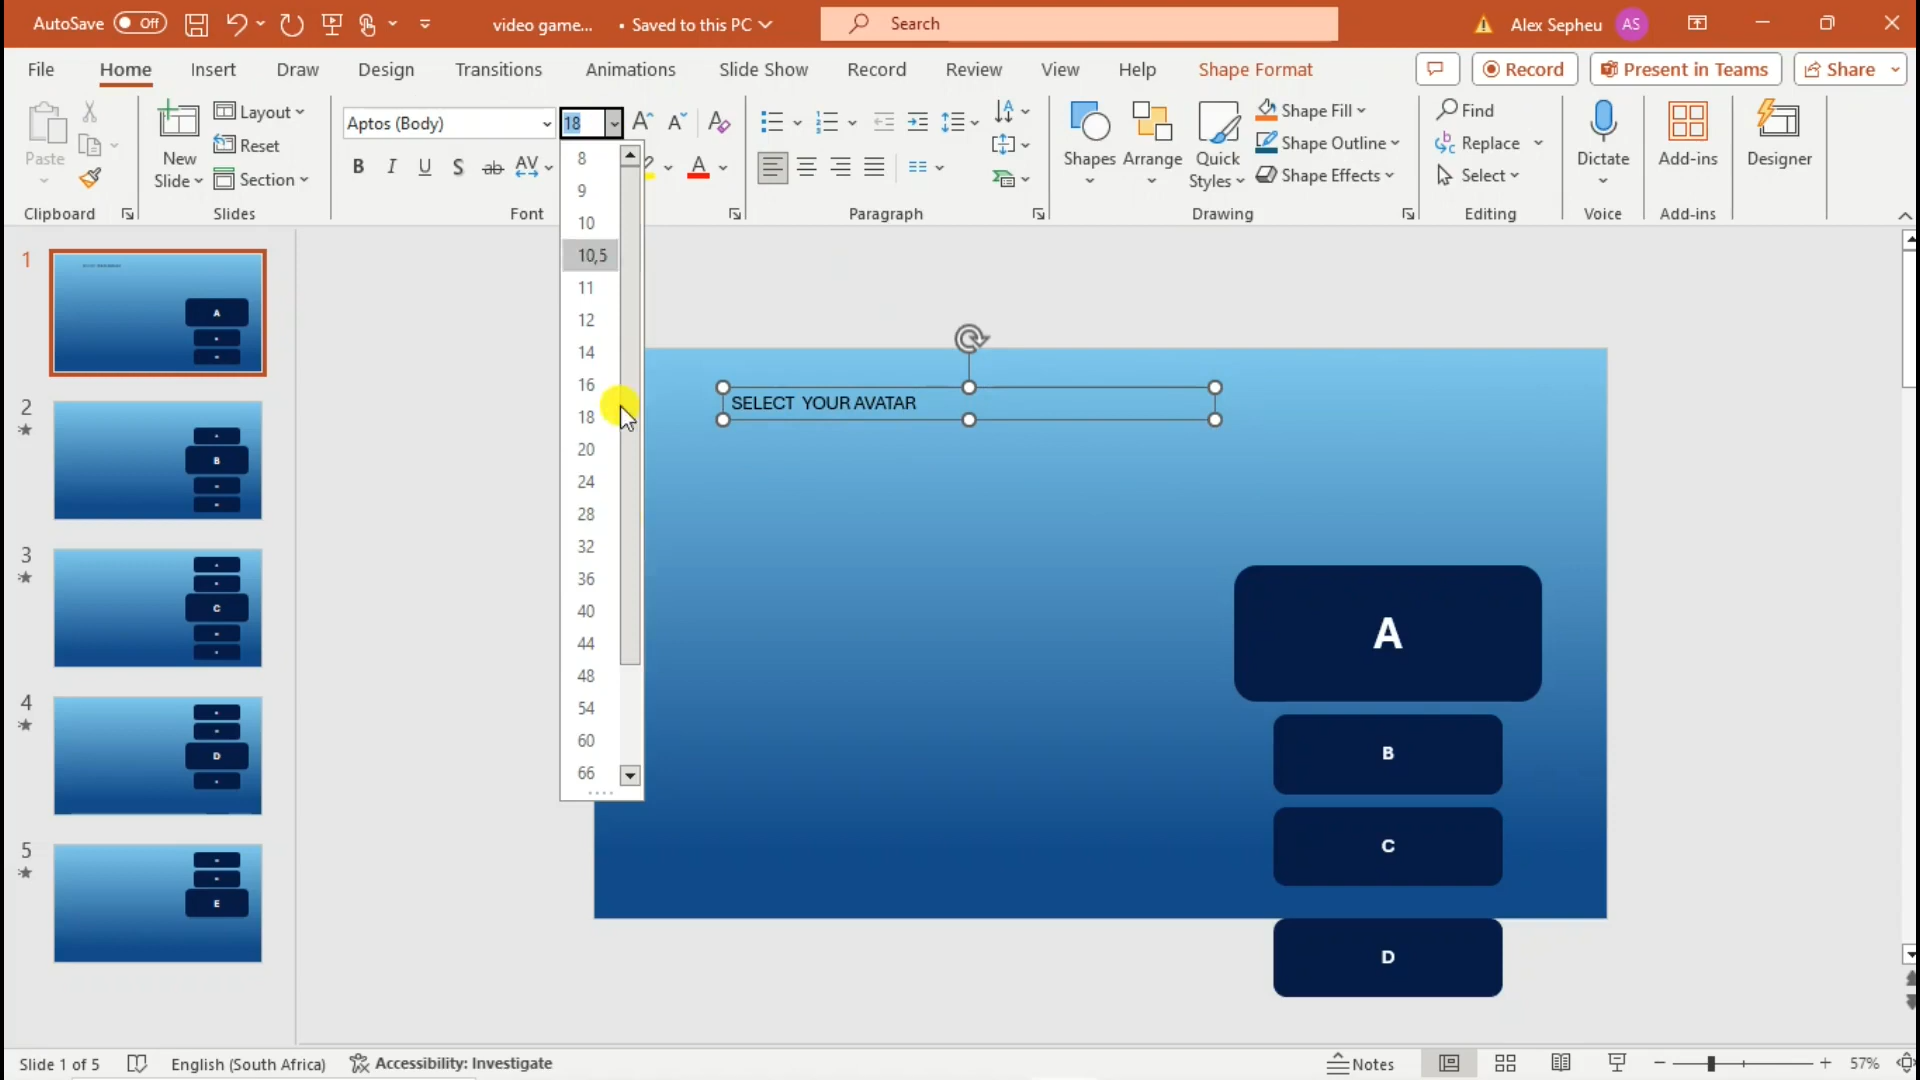 AutoSave Off video game... • Saved to this PC Search Alex Sepheu AS
File Home Insert Draw Design Transitions Animations Slide Show Record Review View Help Shape Format Record Present in Teams Share
Paste
New Slide
Layout
Reset
Section
Aptos (Body) 18
B I U S ab AV A
Shapes
Arrange
Quick Styles
Shape Fill
Shape Outline
Shape Effects
Find
Replace
Select
Dictate
Add-ins
Designer
Clipboard Slides Font Paragraph Drawing Editing Voice Add-ins
8
9
10
10,5
11
12
14
16
18
20
24
28
32
36
40
44
48
54
60
66
1
A
2
B
3
C
4
D
5
E
SELECT YOUR AVATAR
A
B
C
D
Slide 1 of 5 English (South Africa) Accessibility: Investigate Notes 57%